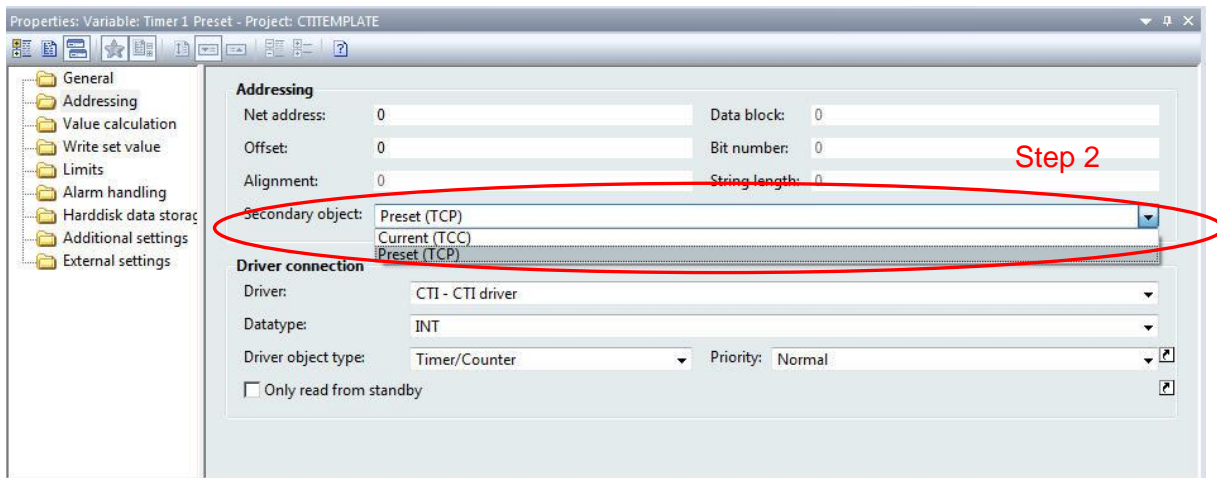 Properties: Variable: Timer 1 Preset - Project: CTITEMPLATE
General
Addressing
Value calculation
Write set value
Limits
Alarm handling
Harddisk data storag
Additional settings
External settings
Addressing
Net address: 0 Data block: 0
Offset: 0 Bit number: 0
Step 2
Alignment: 0 String length: 0
Secondary object: Preset (TCP)
Current (TCC)
Preset (TCP)
Driver connection
Driver: CTI - CTI driver
Datatype: INT
Driver object type: Timer/Counter Priority: Normal
Only read from standby